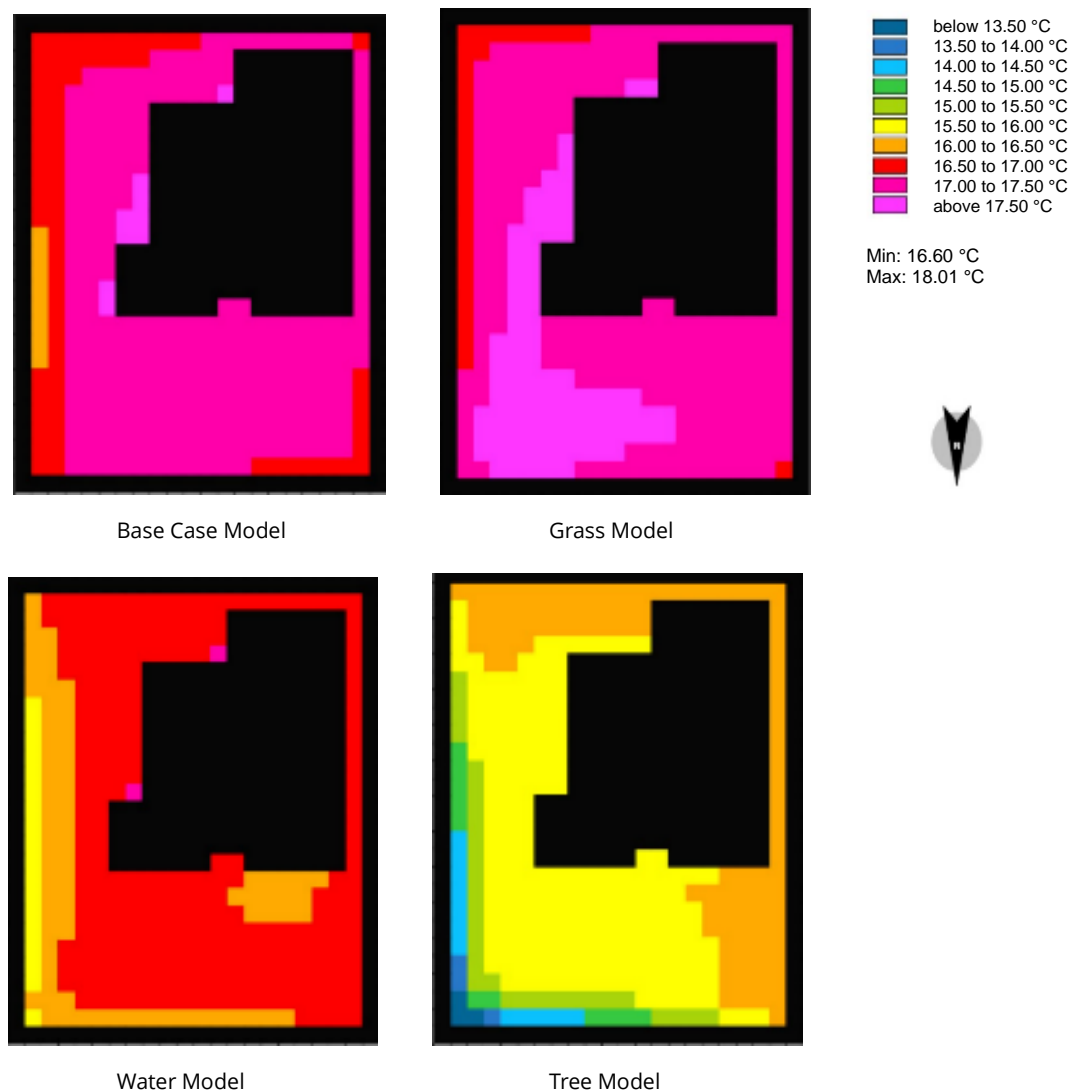 below 13.50 °C
13.50 to 14.00 °C
14.00 to 14.50 °C
14.50 to 15.00 °C
15.00 to 15.50 °C
15.50 to 16.00 °C
16.00 to 16.50 °C
16.50 to 17.00 °C
17.00 to 17.50 °C
above 17.50 °C
Min: 16.60 °C
Max: 18.01 °C
N
Base Case Model
Grass Model
Water Model
Tree Model